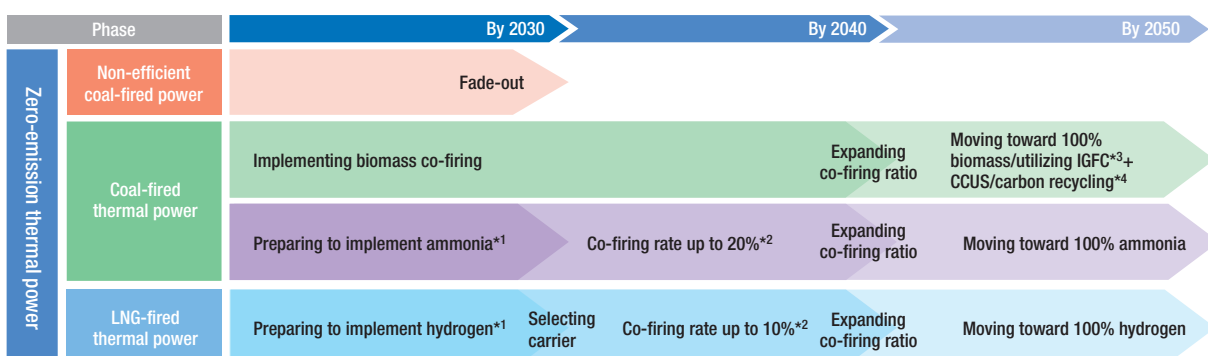 Phase
By 2030
By 2040
By 2050
Zero-emission thermal power
Non-efficient
coal-fired power
Fade-out
Coal-fired
thermal power
Implementing biomass co-firing
Expanding
co-firing ratio
Moving toward 100%
biomass/utilizing IGFC*3+
CCUS/carbon recycling*4
Preparing to implement ammonia*1
Co-firing rate up to 20%*2
Expanding
co-firing ratio
Moving toward 100% ammonia
LNG-fired
thermal power
Preparing to implement hydrogen*1
Selecting
carrier
Co-firing rate up to 10%*2
Expanding
co-firing ratio
Moving toward 100% hydrogen